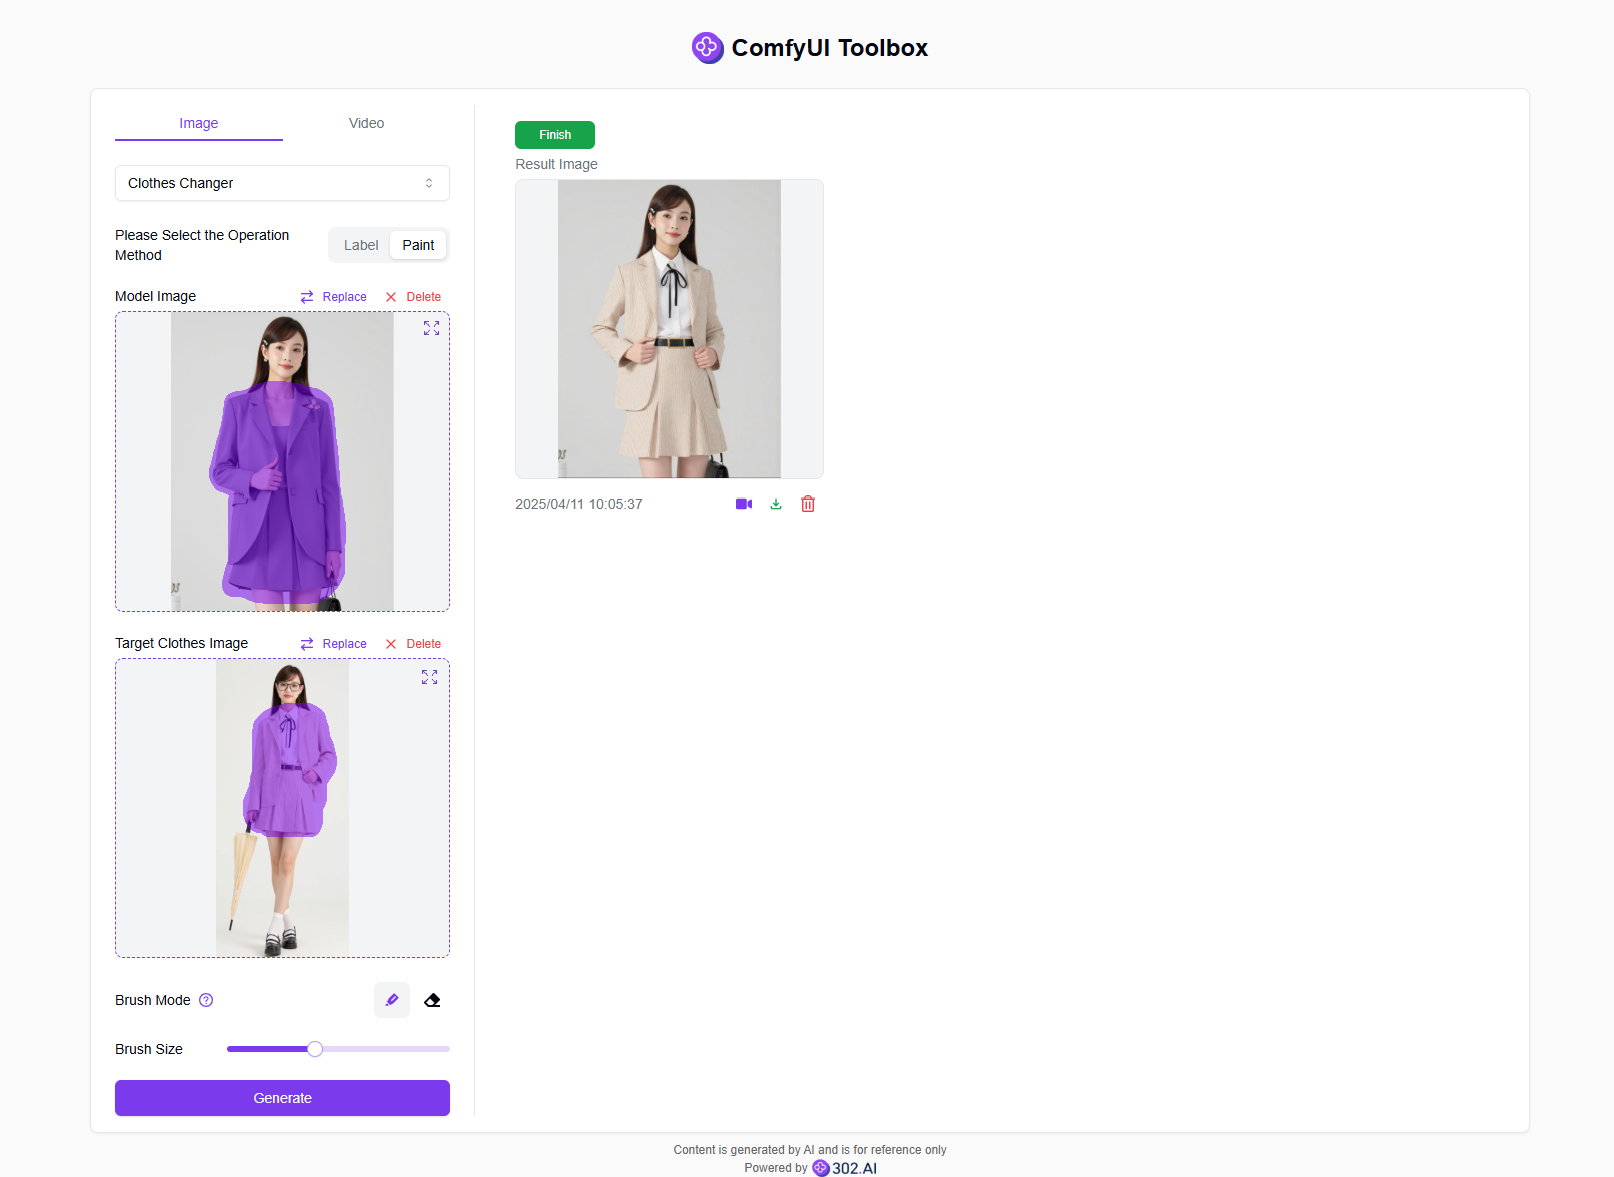 ComfyUI Toolbox
Image
Video
Clothes Changer
Please Select the Operation
Method
Label
Paint
Model Image
Replace
Delete
Target Clothes Image
Replace
Delete
Brush Mode
?
Brush Size
Generate
Finish
Result Image
2025/04/11 10:05:37
Content is generated by AI and is for reference only
Powered by 302.AI